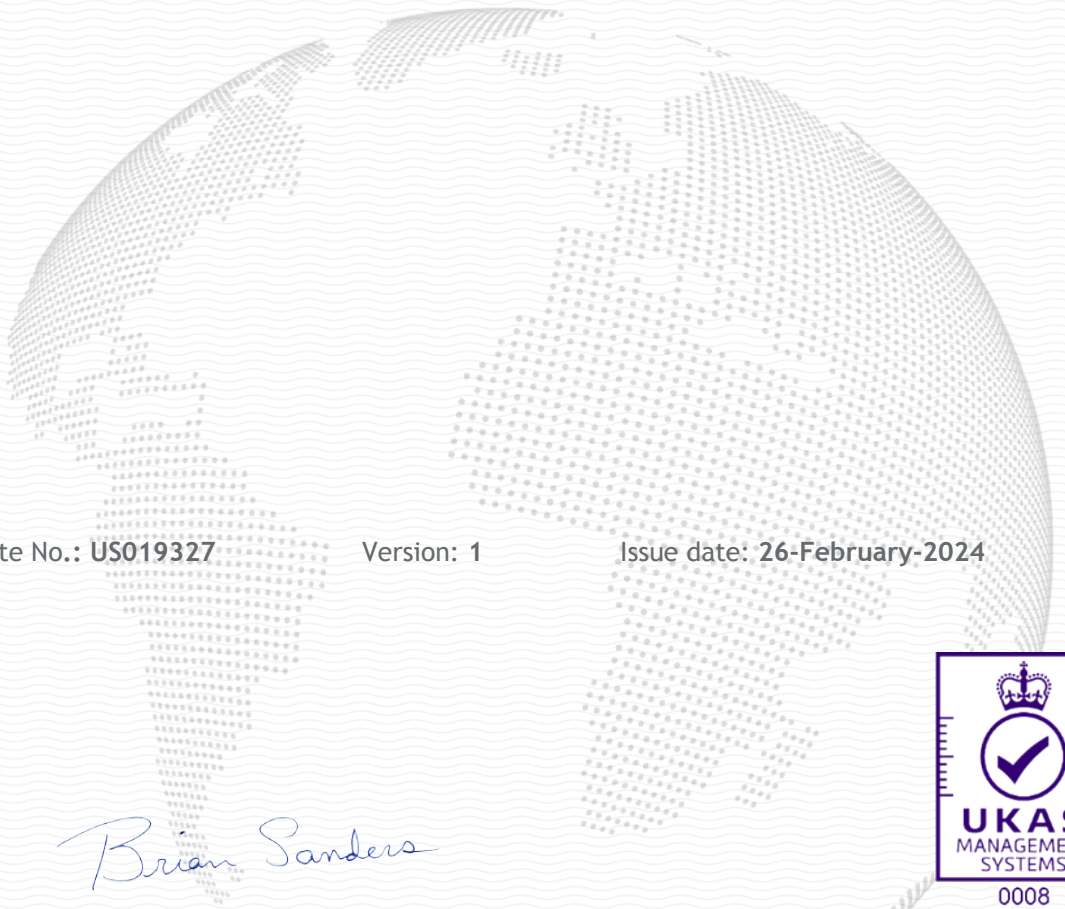 te No.: US019327 Version: 1 Issue date: 26-February-2024
Brian Sanders
UKAS
MANAGEME
SYSTEMS
0008